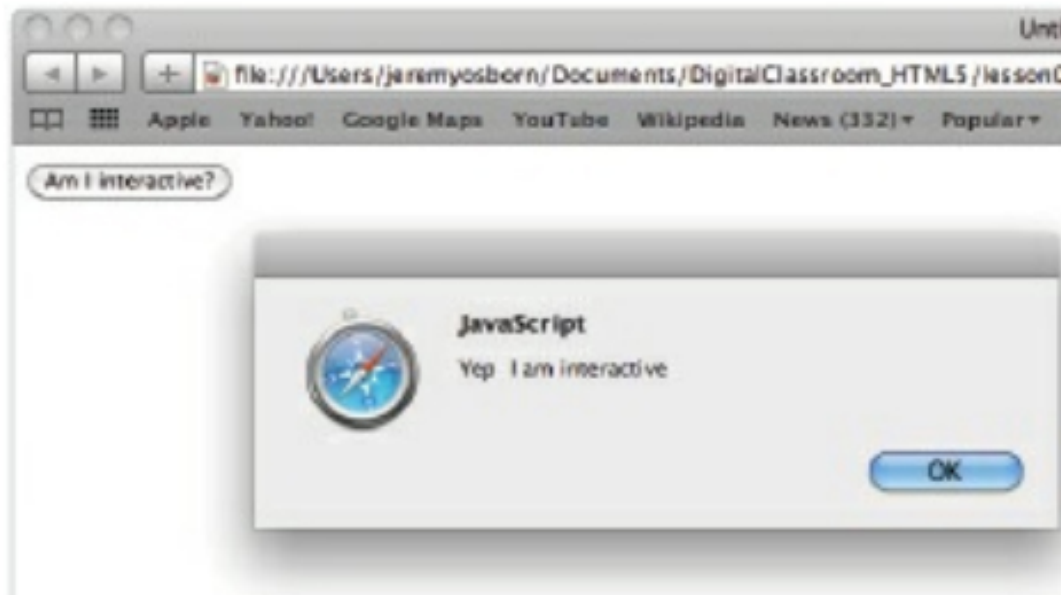 Unti
file:///Users/jeremyosborn/Documents/DigitalClassroom_HTML5/lesson0
Apple Yahoo! Google Maps YouTube Wikipedia News (332) Popular
Am I interactive?
JavaScript
Yep I am interactive
OK